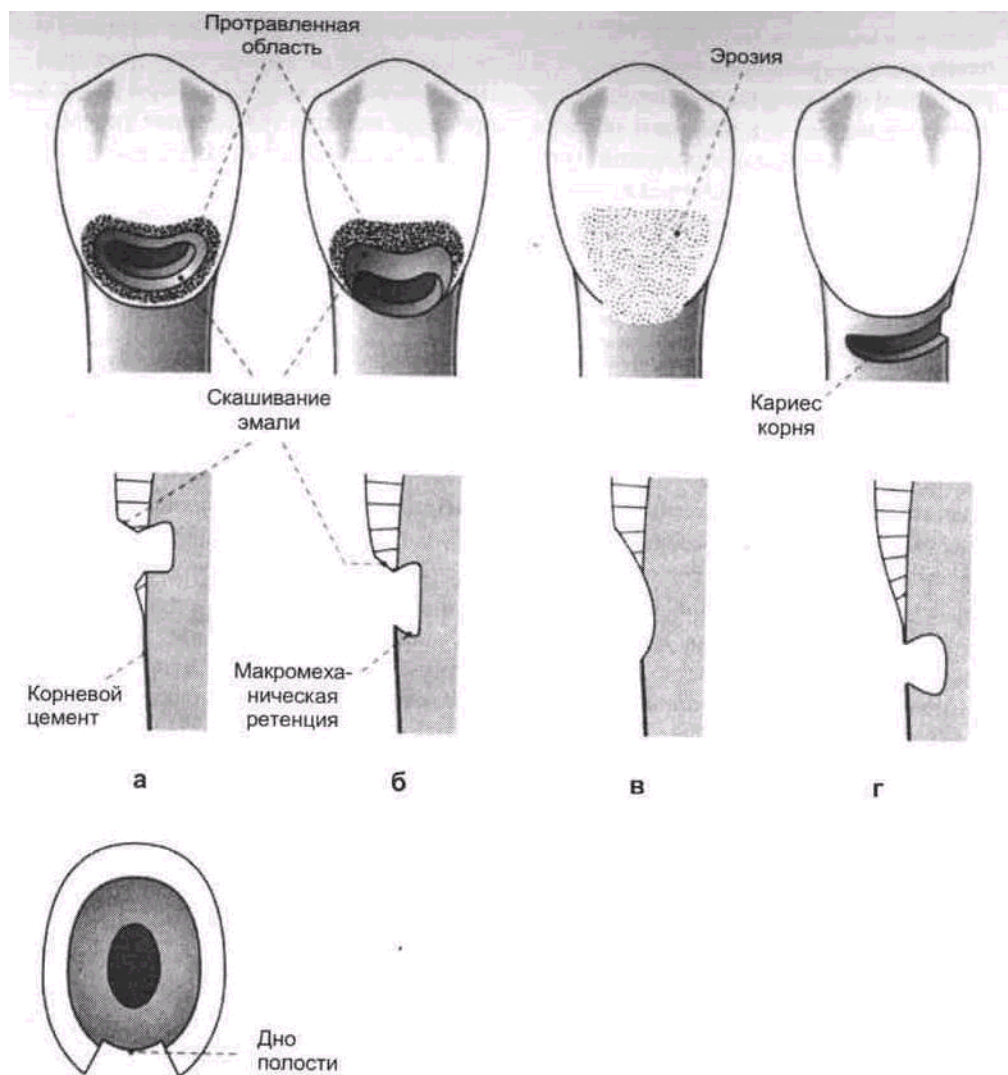 Протравленная
область
Эрозия
Скашивание
эмали
Кариес
корня
Корневой
цемент
Макромеха-
ническая
ретенция
а
б
в
г
Дно
полости